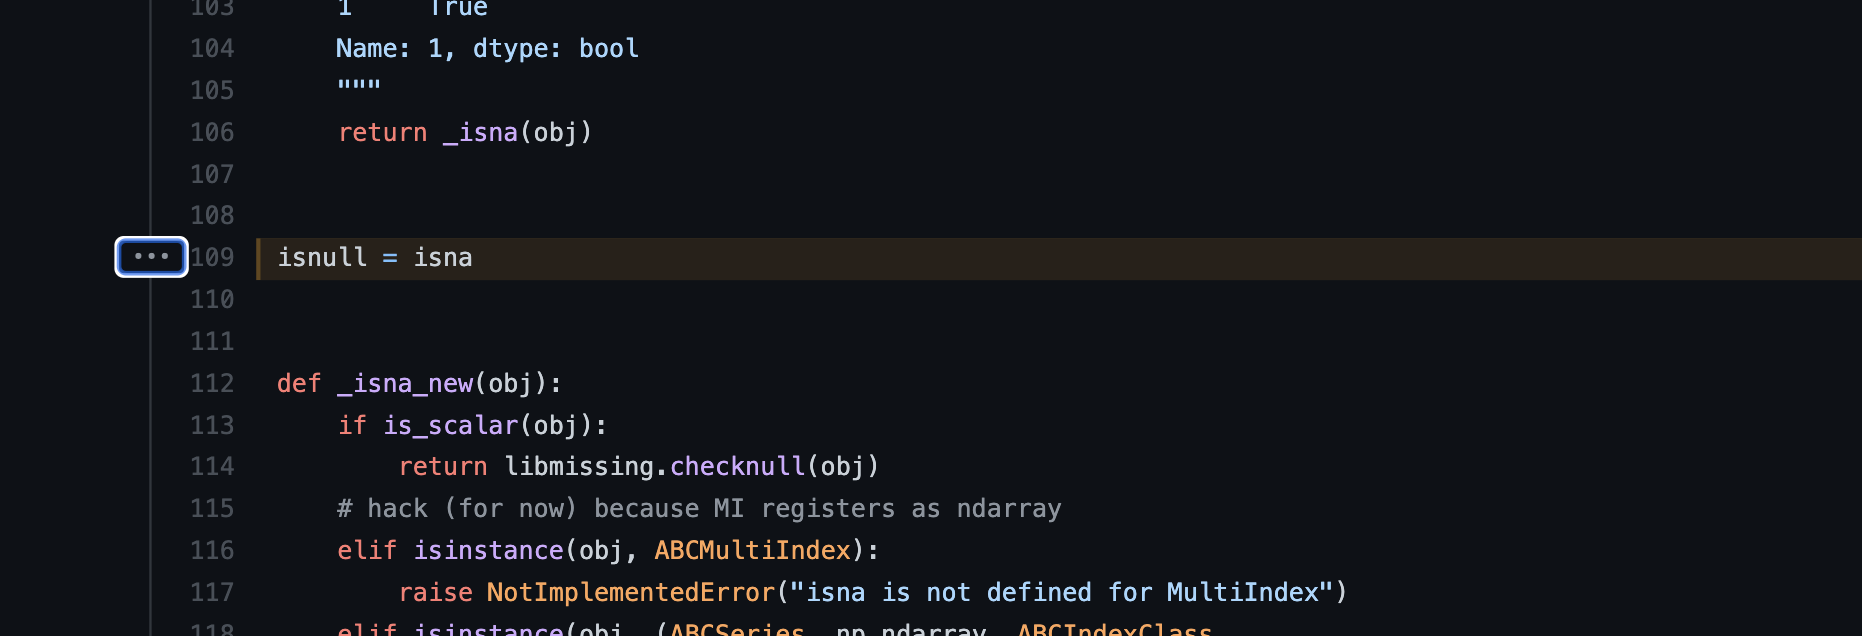 103 1 True
104 Name: 1, dtype: bool
105 """
106 return _isna(obj)
107
108
109 isnull = isna
110
111
112 def _isna_new(obj):
113 if is_scalar(obj):
114 return libmissing.checknull(obj)
115 # hack (for now) because MI registers as ndarray
116 elif isinstance(obj, ABCMultiIndex):
117 raise NotImplementedError("isna is not defined for MultiIndex")
118 elif isinstance(obj, (ABCSeries, np.ndarray, ABCIndexClass,